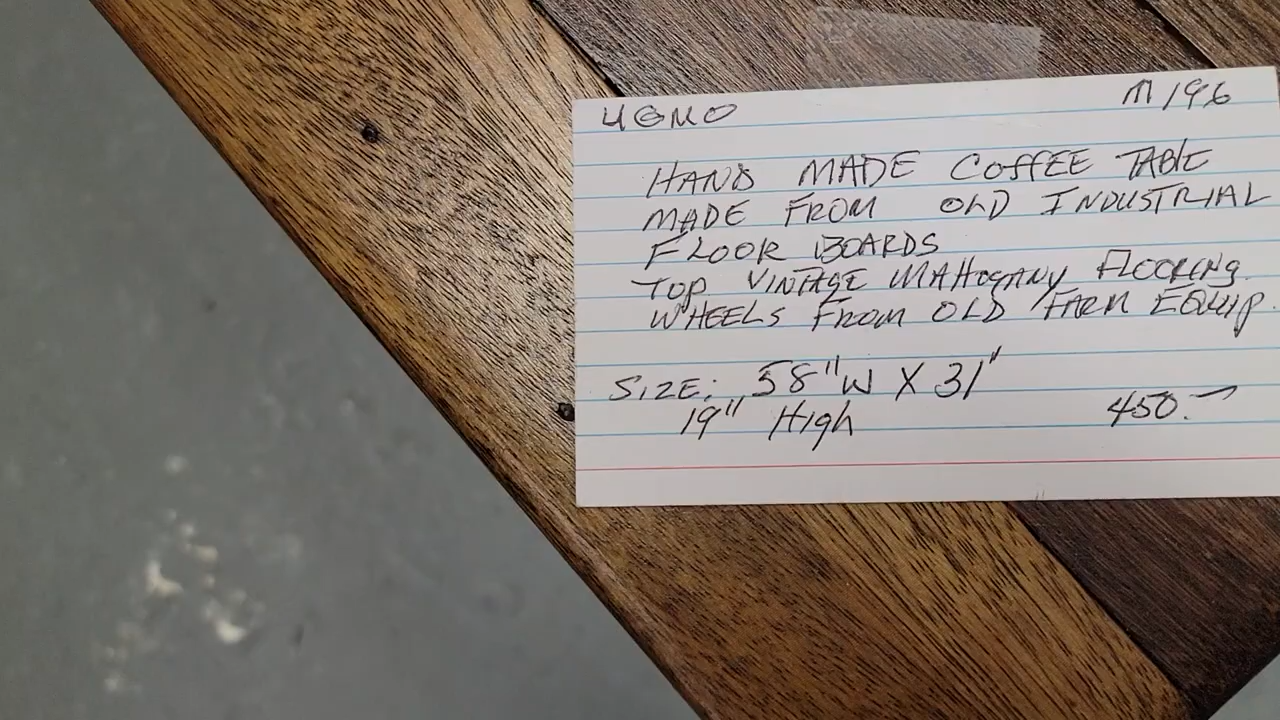 UGMO M196
HAND MADE COFFEE TABLE
MADE FROM OLD INDUSTRIAL
FLOOR BOARDS
TOP VINTAGE MAHOGANY FLOORING.
WHEELS FROM OLD FARM EQUIP.
SIZE: 58"W X 31"
19" High 450.-